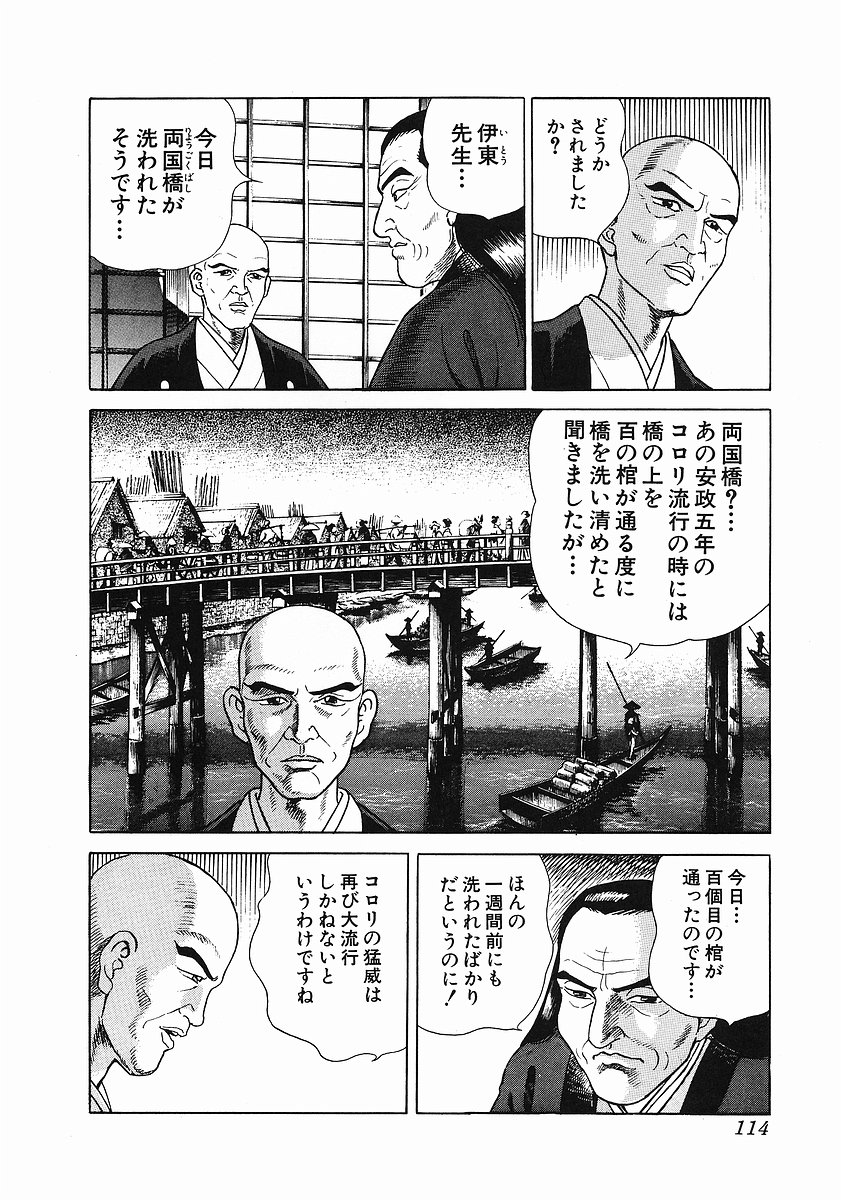 どうか
されました
か？
伊東
先生…
今日
両国橋が
洗われた
そうです…
両国橋？…
あの安政五年の
コロリ流行の時には
橋の上を
百の棺が通る度に
橋を洗い清めたと
聞きましたが…
今日…
百個目の棺が
通ったのです…
ほんの
一週間前にも
洗われたばかり
だというのに！
コロリの猛威は
再び大流行
しかねないと
いうわけですね
114